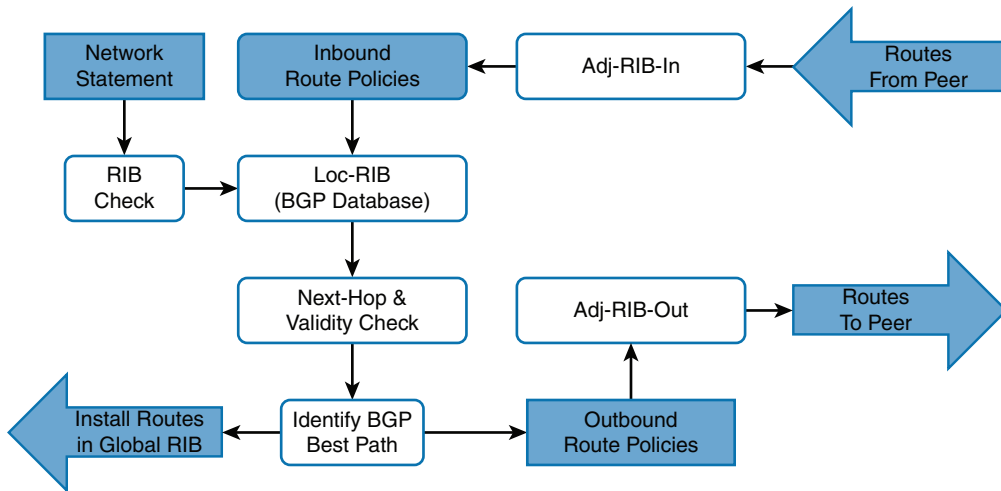 Network
Statement
Inbound
Route Policies
Adj-RIB-In
Routes
From Peer
RIB
Check
Loc-RIB
(BGP Database)
Next-Hop &
Validity Check
Adj-RIB-Out
Routes
To Peer
Install Routes
in Global RIB
Identify BGP
Best Path
Outbound
Route Policies